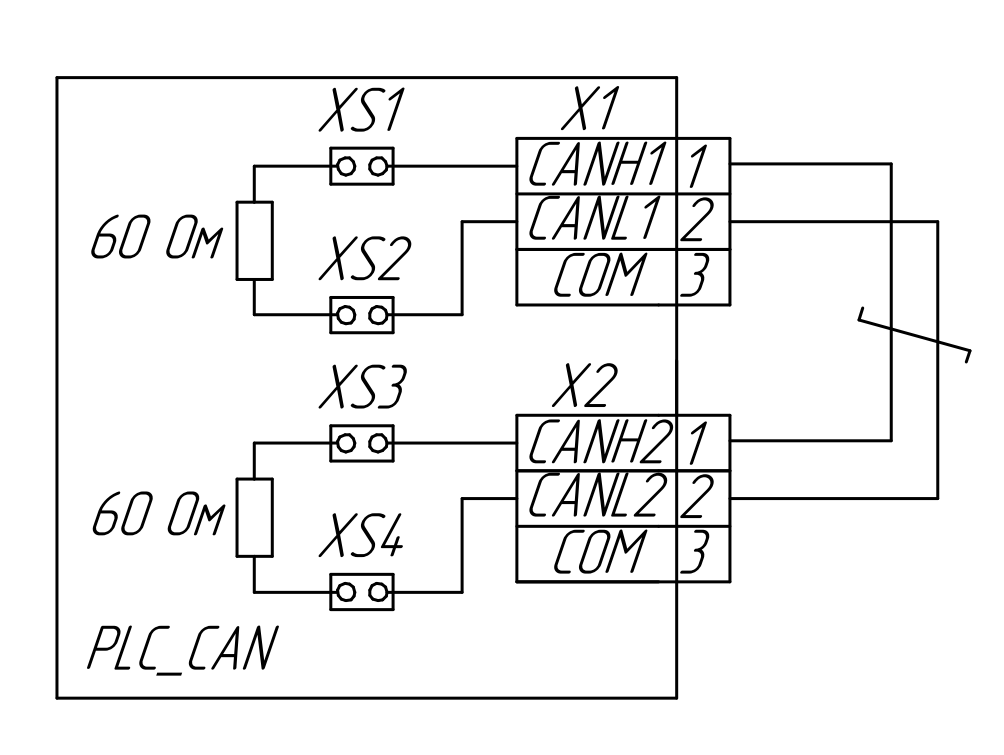 XS1
X1
CANH1 1
60 Ом
CANL1 2
XS2
COM 3
XS3
X2
CANH2 1
60 Ом
CANL2 2
XS4
COM 3
PLC_CAN